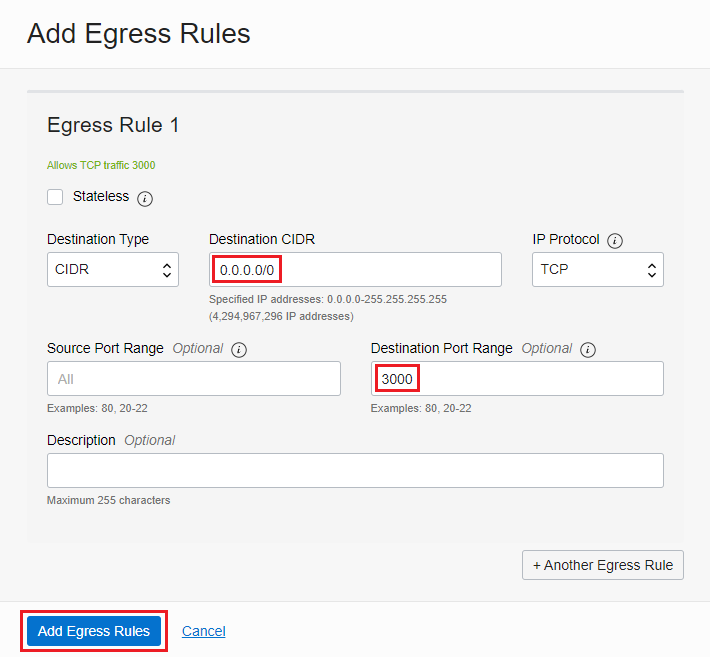 Add Egress Rules
Egress Rule 1
Allows TCP traffic 3000
Stateless i
Destination Type
CIDR
Destination CIDR
0.0.0.0/0
Specified IP addresses: 0.0.0.0-255.255.255.255
(4,294,967,296 IP addresses)
IP Protocol i
TCP
Source Port Range Optional i
All
Examples: 80, 20-22
Destination Port Range Optional i
3000
Examples: 80, 20-22
Description Optional
Maximum 255 characters
+ Another Egress Rule
Add Egress Rules Cancel